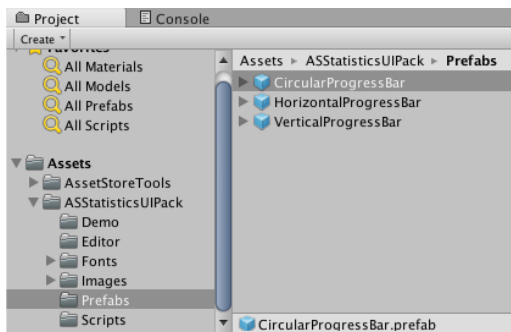 Project
Console
Create
Favorites
All Materials
All Models
All Prefabs
All Scripts
Assets
AssetStoreTools
ASStatisticsUIPack
Demo
Editor
Fonts
Images
Prefabs
Scripts
Assets ▸ ASStatisticsUIPack ▸ Prefabs
CircularProgressBar
HorizontalProgressBar
VerticalProgressBar
CircularProgressBar.prefab